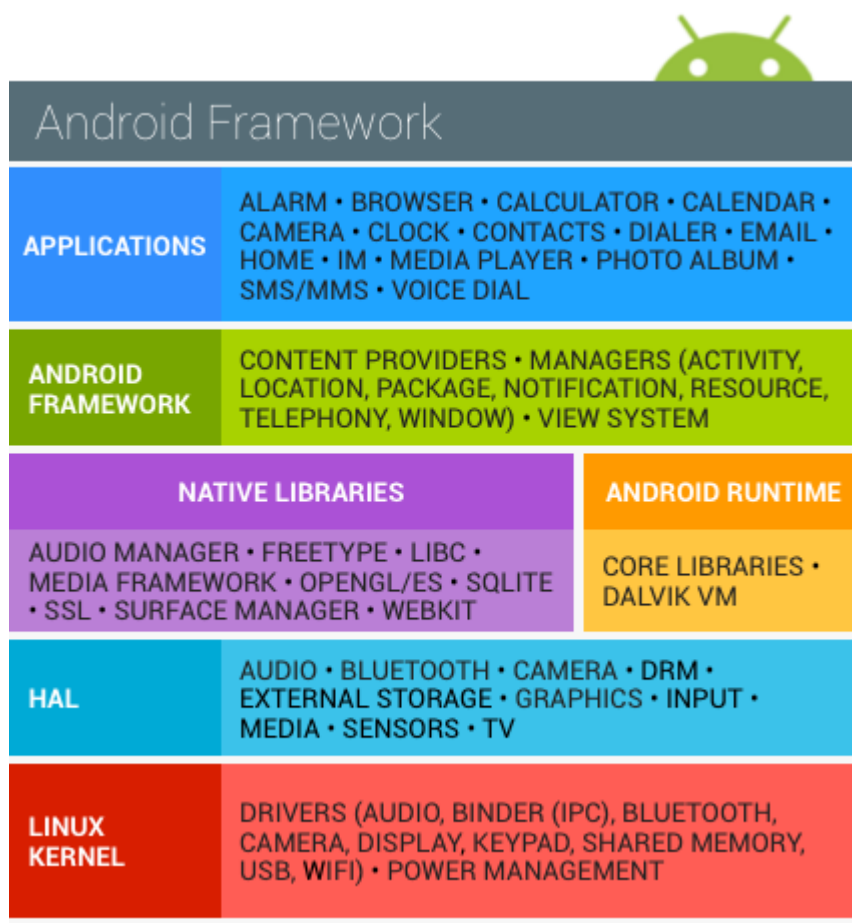 Android Framework
APPLICATIONS
ALARM • BROWSER • CALCULATOR • CALENDAR •
CAMERA • CLOCK • CONTACTS • DIALER • EMAIL •
HOME • IM • MEDIA PLAYER • PHOTO ALBUM •
SMS/MMS • VOICE DIAL
ANDROID
FRAMEWORK
CONTENT PROVIDERS • MANAGERS (ACTIVITY,
LOCATION, PACKAGE, NOTIFICATION, RESOURCE,
TELEPHONY, WINDOW) • VIEW SYSTEM
NATIVE LIBRARIES
AUDIO MANAGER • FREETYPE • LIBC •
MEDIA FRAMEWORK • OPENGL/ES • SQLITE
• SSL • SURFACE MANAGER • WEBKIT
ANDROID RUNTIME
CORE LIBRARIES •
DALVIK VM
HAL
AUDIO • BLUETOOTH • CAMERA • DRM •
EXTERNAL STORAGE • GRAPHICS • INPUT •
MEDIA • SENSORS • TV
LINUX
KERNEL
DRIVERS (AUDIO, BINDER (IPC), BLUETOOTH,
CAMERA, DISPLAY, KEYPAD, SHARED MEMORY,
USB, WIFI) • POWER MANAGEMENT